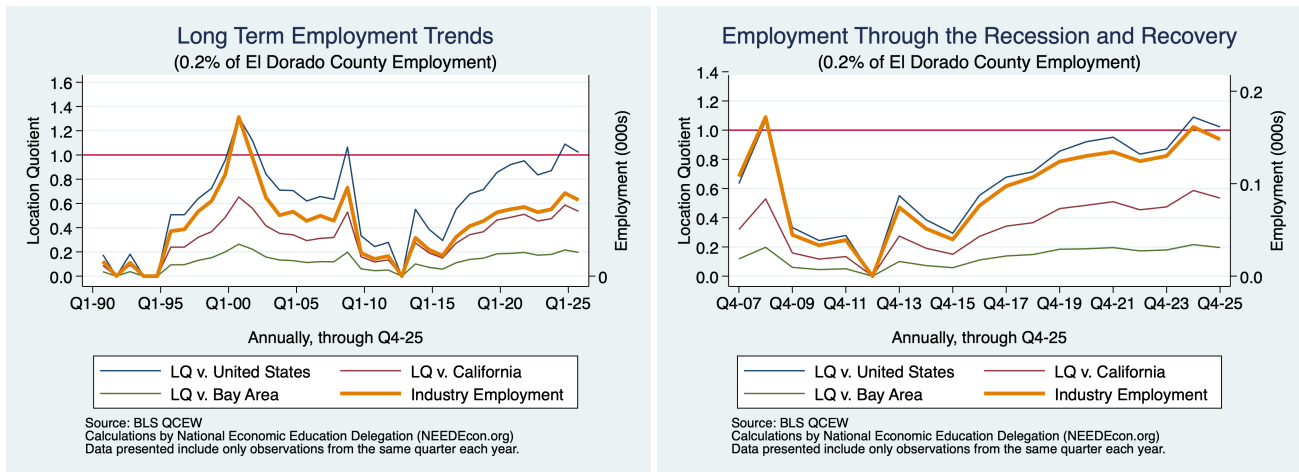 Long Term Employment Trends
(0.2% of El Dorado County Employment)
Location Quotient
1.6
1.4
1.2
1.0
0.8
0.6
0.4
0.2
0.0
Employment (000s)
0
Q1-90 Q1-95 Q1-00 Q1-05 Q1-10 Q1-15 Q1-20 Q1-25
Annually, through Q4-25
LQ v. United States LQ v. California
LQ v. Bay Area Industry Employment
Source: BLS QCEW
Calculations by National Economic Education Delegation (NEEDEcon.org)
Data presented include only observations from the same quarter each year.
Employment Through the Recession and Recovery
(0.2% of El Dorado County Employment)
Location Quotient
1.4
1.2
1.0
0.8
0.6
0.4
0.2
0.0
Employment (000s)
0.2
0.1
0.0
Q4-07 Q4-09 Q4-11 Q4-13 Q4-15 Q4-17 Q4-19 Q4-21 Q4-23 Q4-25
Annually, through Q4-25
LQ v. United States LQ v. California
LQ v. Bay Area Industry Employment
Source: BLS QCEW
Calculations by National Economic Education Delegation (NEEDEcon.org)
Data presented include only observations from the same quarter each year.